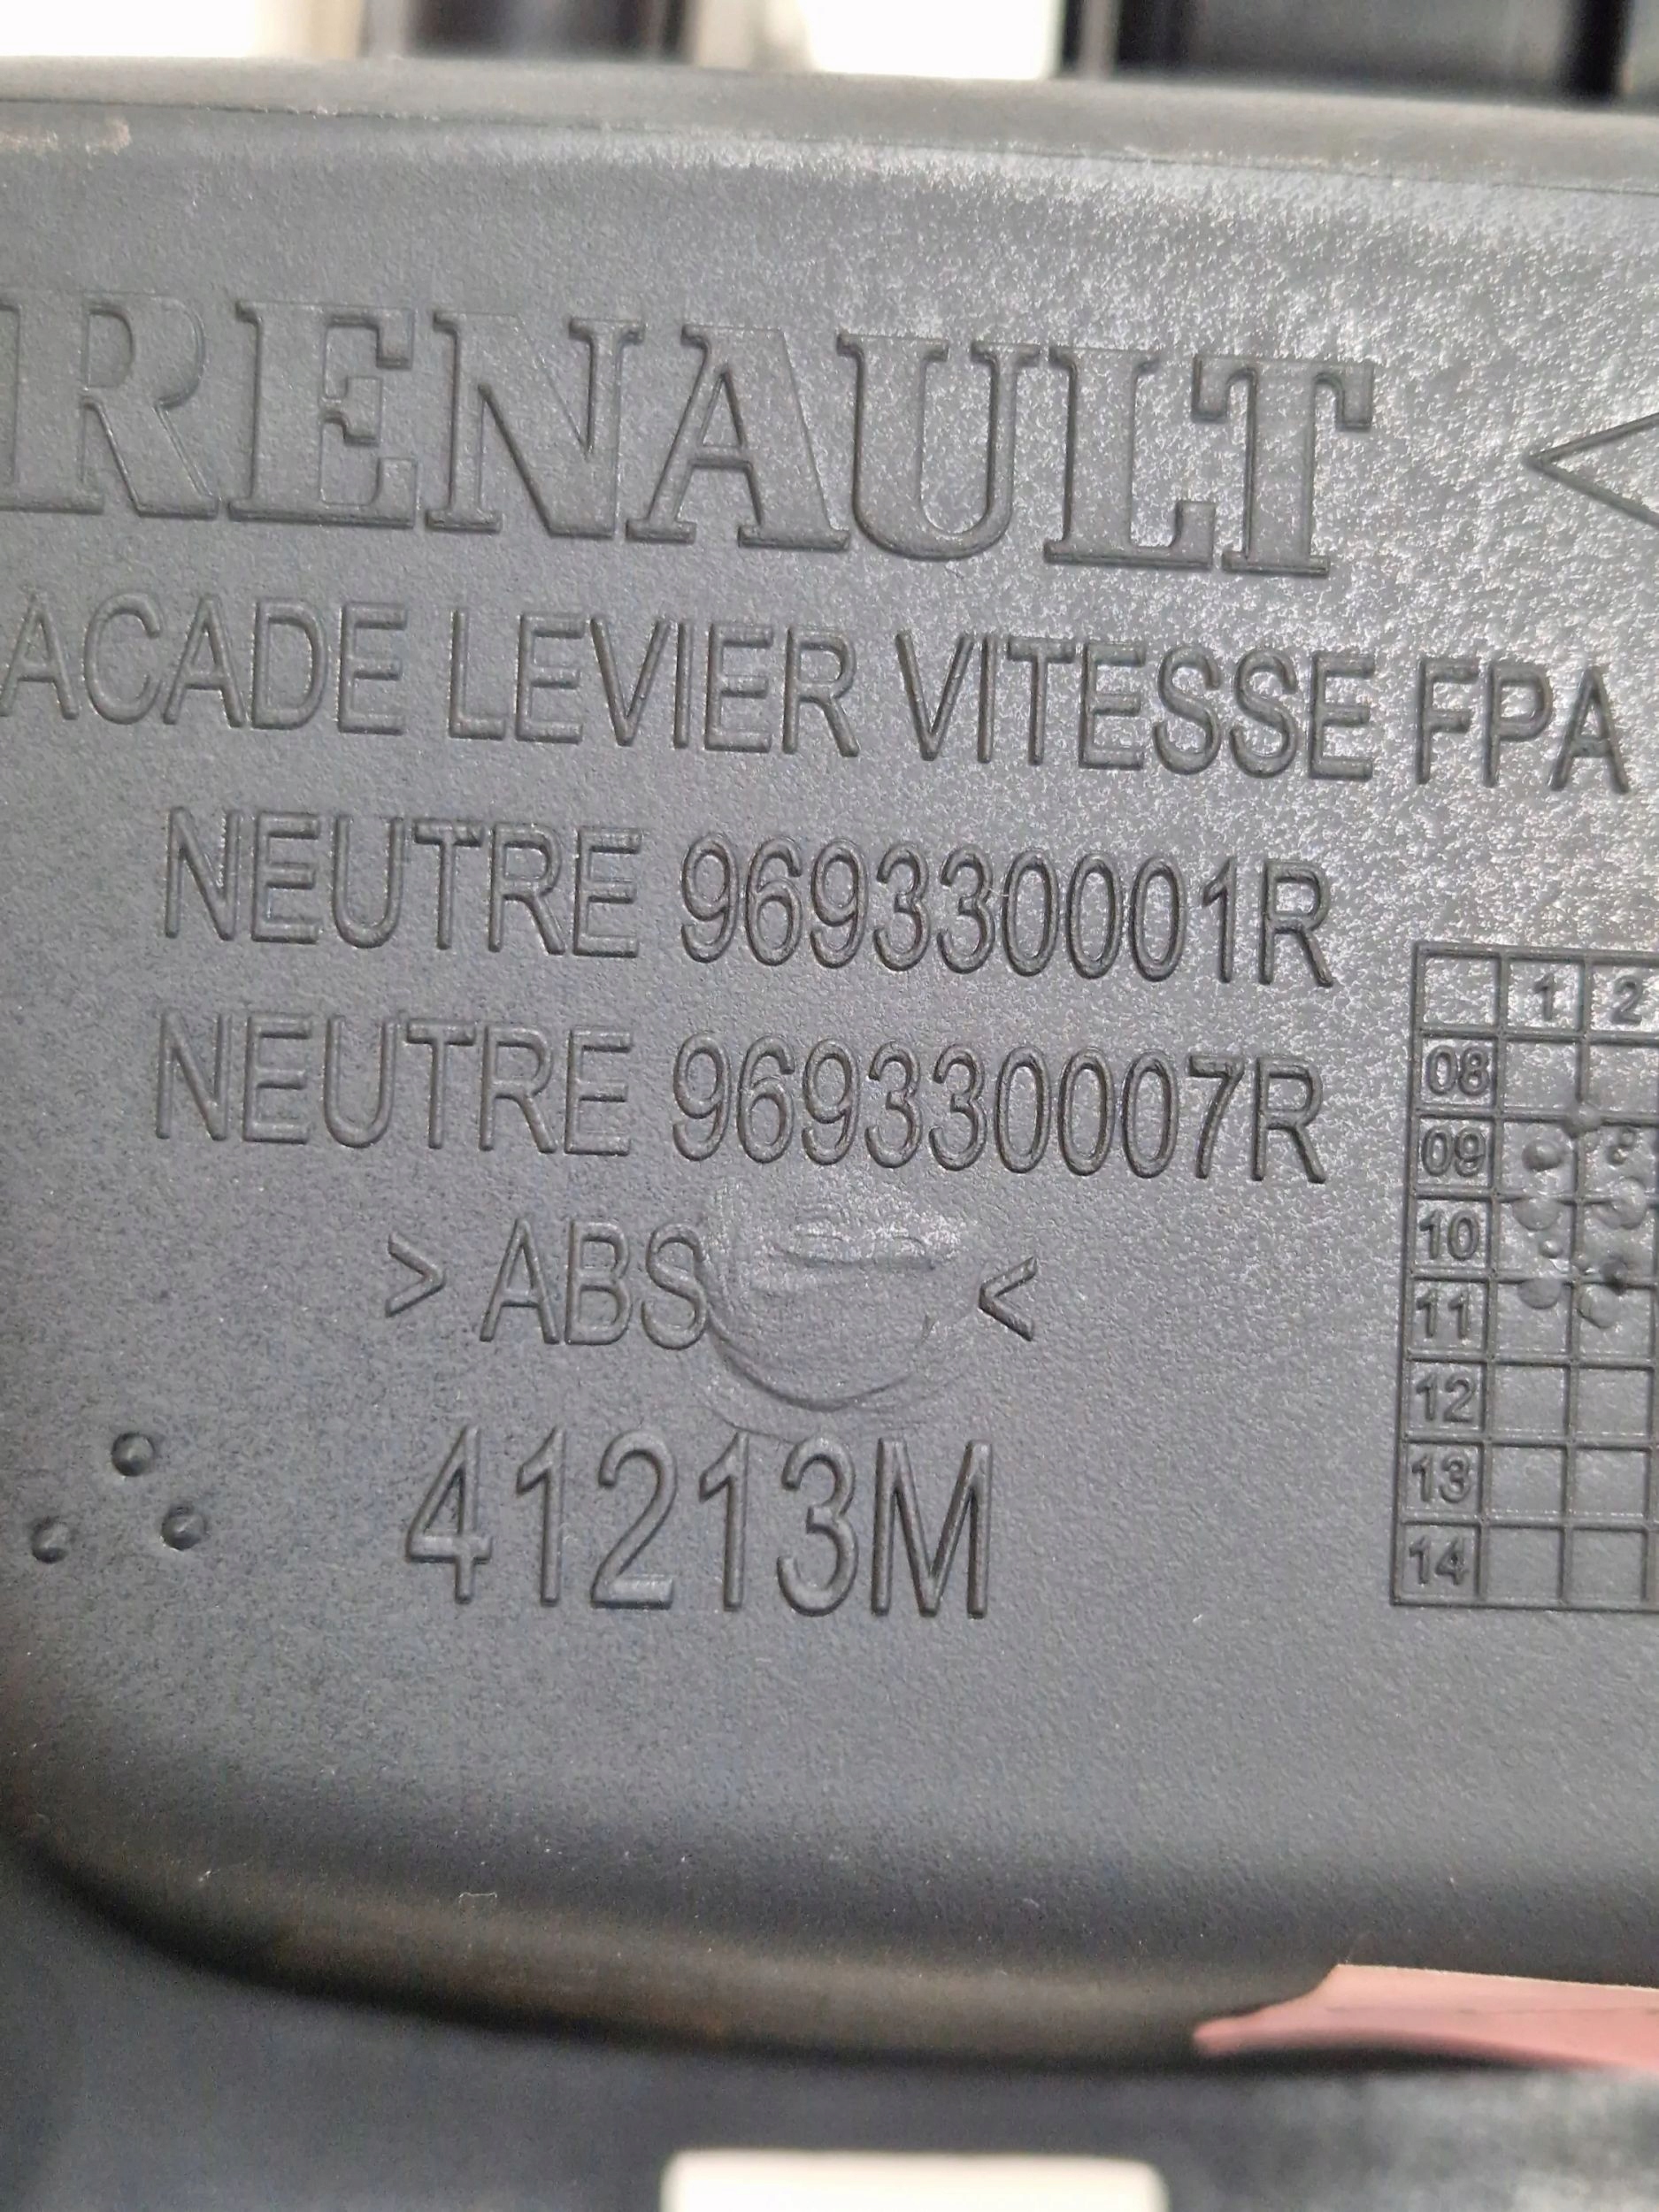 RENAULT
ACADE LEVIER VITESSE FPA
NEUTRE 969330001R
NEUTRE 969330007R
> ABS <
41213M
1 2
08
09
10
11
12
13
14